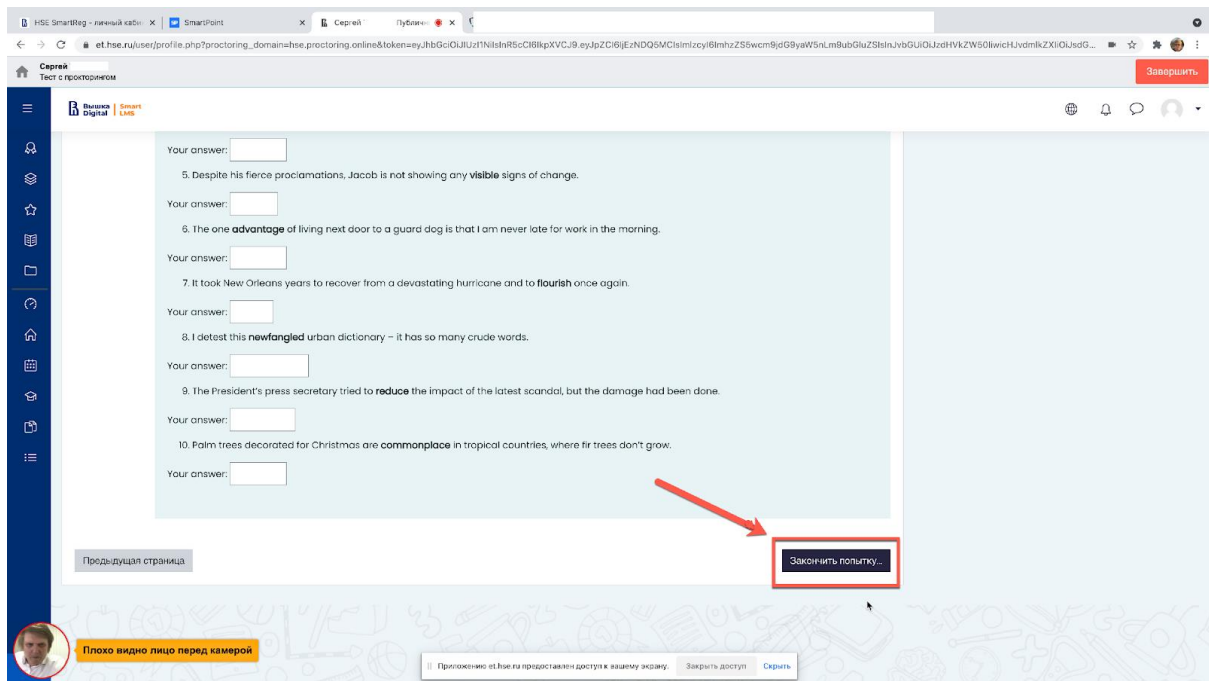 HSE SmartReg - личный каби
SmartPoint
Сергей
Публичн
et.hse.ru/user/profile.php?proctoring_domain=hse.proctoring.online&token=
Сергей
Тест с прокторингом
Завершить
Вышка Digital
Smart LMS
Your answer:
5. Despite his fierce proclamations, Jacob is not showing any visible signs of change.
Your answer:
6. The one advantage of living next door to a guard dog is that I am never late for work in the morning.
Your answer:
7. It took New Orleans years to recover from a devastating hurricane and to flourish once again.
Your answer:
8. I detest this newfangled urban dictionary – it has so many crude words.
Your answer:
9. The President's press secretary tried to reduce the impact of the latest scandal, but the damage had been done.
Your answer:
10. Palm trees decorated for Christmas are commonplace in tropical countries, where fir trees don't grow.
Your answer:
Предыдущая страница
Закончить попытку...
Плохо видно лицо перед камерой
Приложению et.hse.ru предоставлен доступ к вашему экрану.
Закрыть доступ
Скрыть